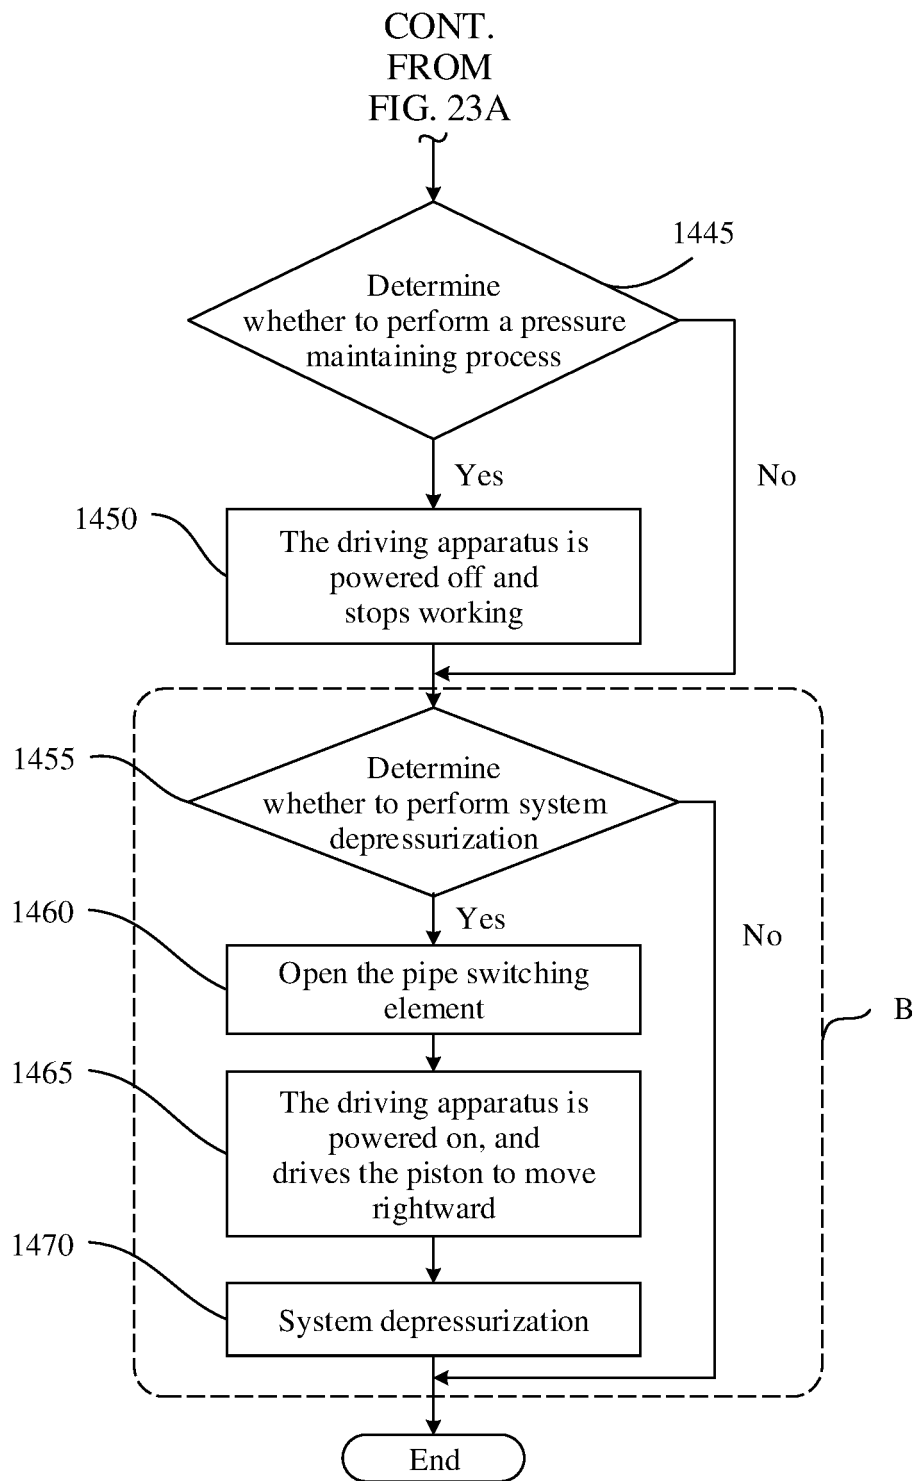 CONT.
FROM
FIG. 23A
1445
Determine
whether to perform a pressure
maintaining process
Yes
No
1450
The driving apparatus is
powered off and
stops working
1455
Determine
whether to perform system
depressurization
1460
Yes
No
Open the pipe switching
element
B
1465
The driving apparatus is
powered on, and
drives the piston to move
rightward
1470
System depressurization
End